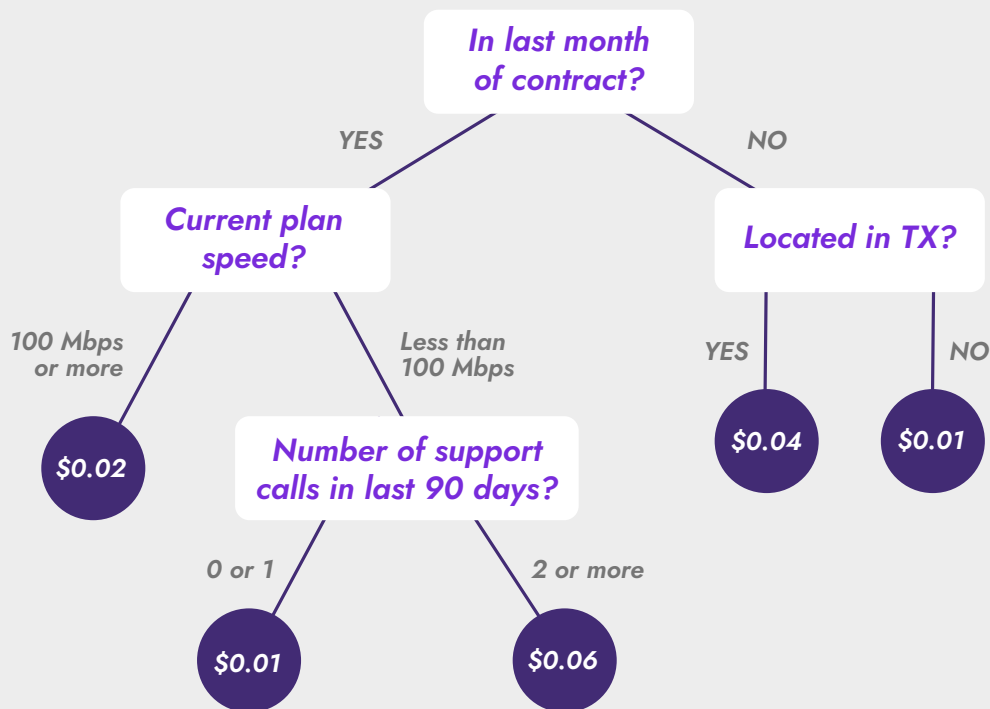 In last month
of contract?
YES
NO
Current plan
speed?
Located in TX?
100 Mbps
or more
Less than
100 Mbps
YES
NO
$0.02
Number of support
calls in last 90 days?
$0.04
$0.01
0 or 1
2 or more
$0.01
$0.06